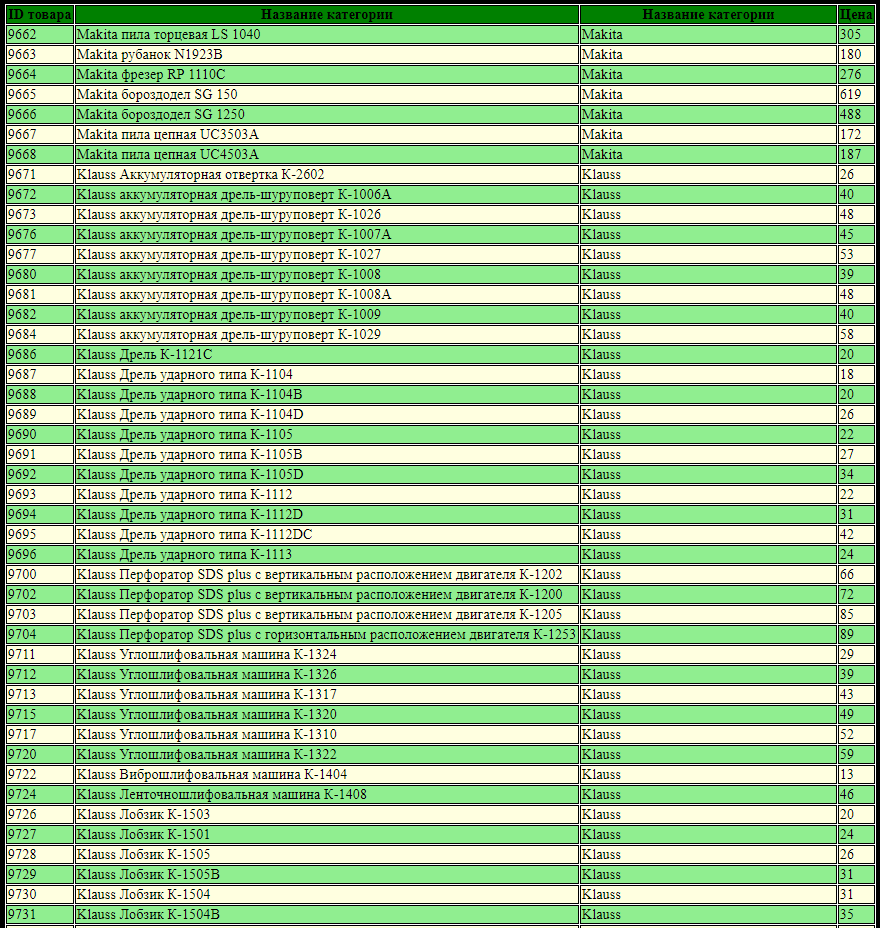 ID товара Название категории Название категории Цена
9662 Makita пила торцевая LS 1040 Makita 305
9663 Makita рубанок N1923B Makita 180
9664 Makita фрезер RP 1110C Makita 276
9665 Makita бороздодел SG 150 Makita 619
9666 Makita бороздодел SG 1250 Makita 488
9667 Makita пила цепная UC3503A Makita 172
9668 Makita пила цепная UC4503A Makita 187
9671 Klauss Аккумуляторная отвертка K-2602 Klauss 26
9672 Klauss аккумуляторная дрель-шуруповерт К-1006А Klauss 40
9673 Klauss аккумуляторная дрель-шуруповерт К-1026 Klauss 48
9676 Klauss аккумуляторная дрель-шуруповерт К-1007А Klauss 45
9677 Klauss аккумуляторная дрель-шуруповерт К-1027 Klauss 53
9680 Klauss аккумуляторная дрель-шуруповерт К-1008 Klauss 39
9681 Klauss аккумуляторная дрель-шуруповерт К-1008А Klauss 48
9682 Klauss аккумуляторная дрель-шуруповерт К-1009 Klauss 40
9684 Klauss аккумуляторная дрель-шуруповерт К-1029 Klauss 58
9686 Klauss Дрель К-1121С Klauss 20
9687 Klauss Дрель ударного типа К-1104 Klauss 18
9688 Klauss Дрель ударного типа К-1104B Klauss 20
9689 Klauss Дрель ударного типа К-1104D Klauss 26
9690 Klauss Дрель ударного типа К-1105 Klauss 22
9691 Klauss Дрель ударного типа К-1105B Klauss 27
9692 Klauss Дрель ударного типа К-1105D Klauss 34
9693 Klauss Дрель ударного типа К-1112 Klauss 22
9694 Klauss Дрель ударного типа К-1112D Klauss 31
9695 Klauss Дрель ударного типа К-1112DC Klauss 42
9696 Klauss Дрель ударного типа К-1113 Klauss 24
9700 Klauss Перфоратор SDS plus с вертикальным расположением двигателя К-1202 Klauss 66
9702 Klauss Перфоратор SDS plus с вертикальным расположением двигателя К-1200 Klauss 72
9703 Klauss Перфоратор SDS plus с вертикальным расположением двигателя К-1205 Klauss 85
9704 Klauss Перфоратор SDS plus с горизонтальным расположением двигателя К-1253 Klauss 89
9711 Klauss Углошлифовальная машина К-1324 Klauss 29
9712 Klauss Углошлифовальная машина К-1326 Klauss 39
9713 Klauss Углошлифовальная машина К-1317 Klauss 43
9715 Klauss Углошлифовальная машина К-1320 Klauss 49
9717 Klauss Углошлифовальная машина К-1310 Klauss 52
9720 Klauss Углошлифовальная машина К-1322 Klauss 59
9722 Klauss Виброшлифовальная машина К-1404 Klauss 13
9724 Klauss Ленточношлифовальная машина К-1408 Klauss 46
9726 Klauss Лобзик К-1503 Klauss 20
9727 Klauss Лобзик К-1501 Klauss 24
9728 Klauss Лобзик К-1505 Klauss 26
9729 Klauss Лобзик К-1505В Klauss 31
9730 Klauss Лобзик К-1504 Klauss 31
9731 Klauss Лобзик К-1504В Klauss 35